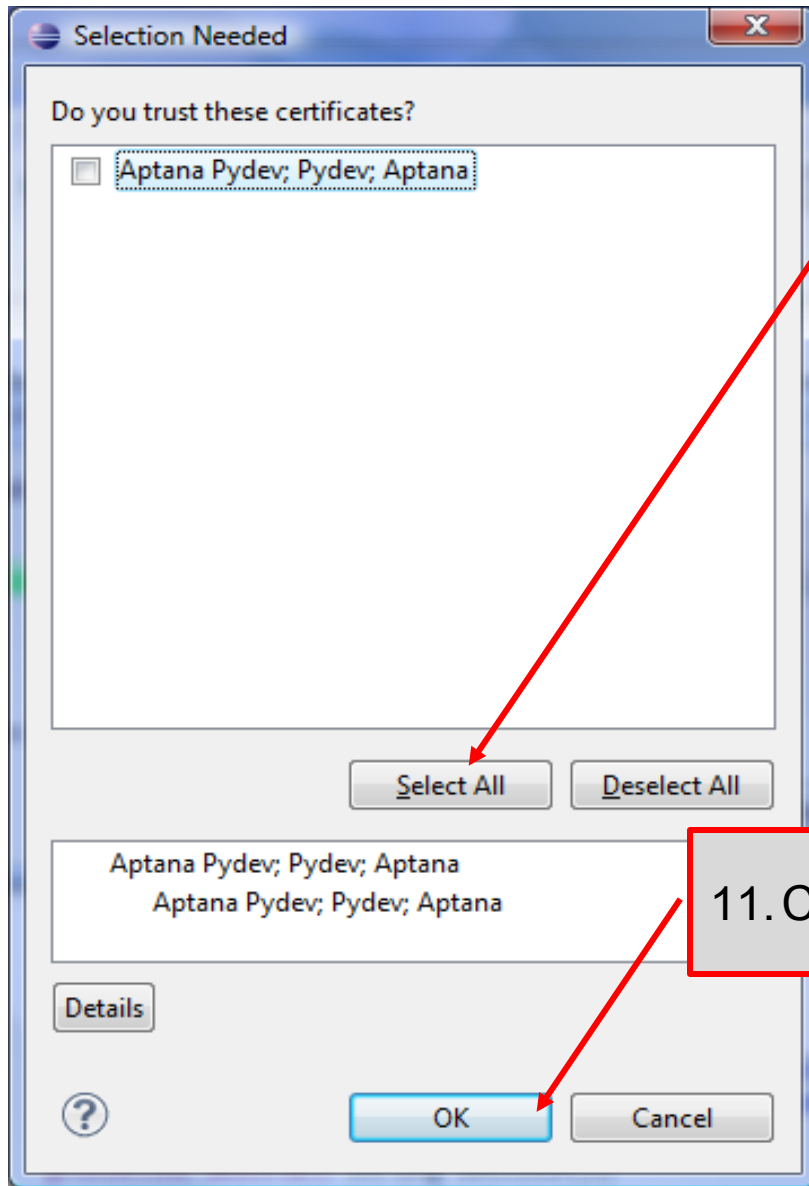 Selection Needed
Do you trust these certificates?
Aptana Pydev; Pydev; Aptana
Select All
Deselect All
Aptana Pydev; Pydev; Aptana
Aptana Pydev; Pydev; Aptana
11.
Details
?
OK
Cancel